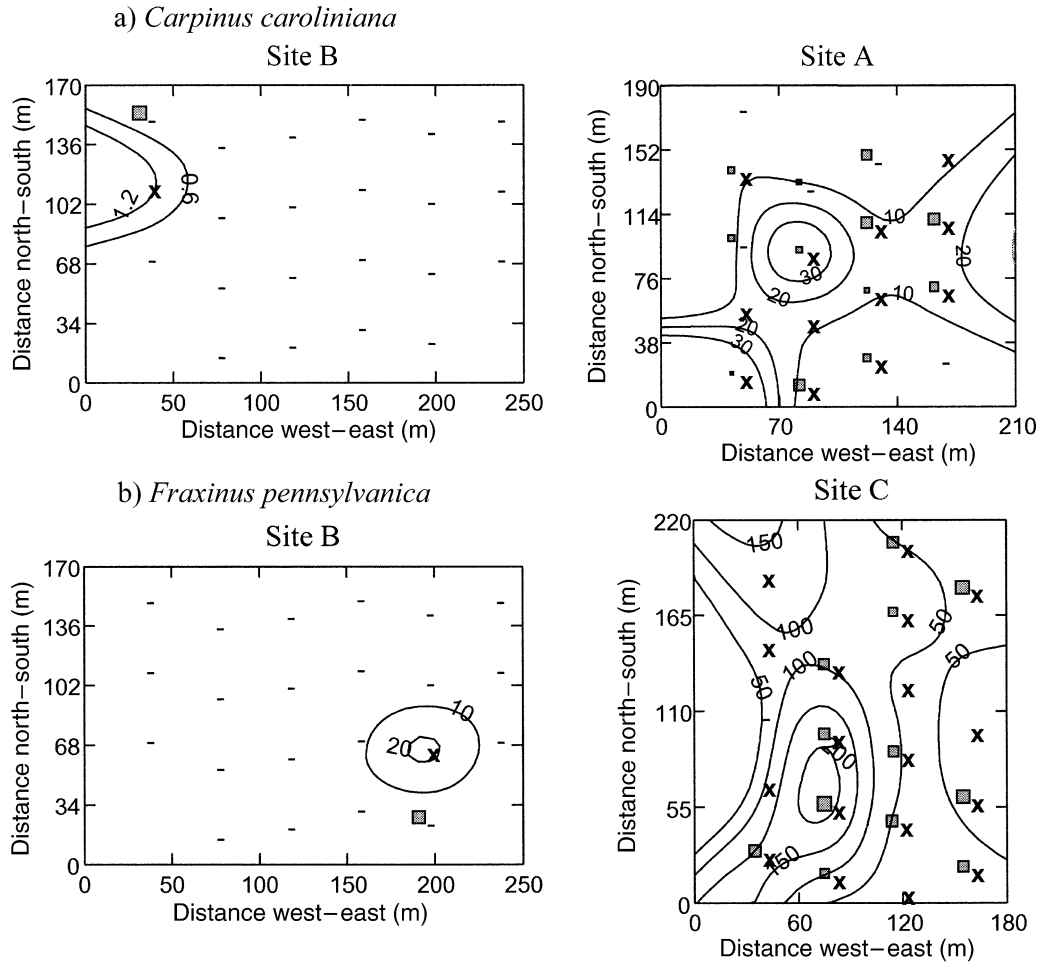 a) Carpinus caroliniana
Site B
Site A
Distance north-south (m)
170
136
102
68
34
0
1.2
0.6
x
0 50 100 150 200 250
Distance west-east (m)
Distance north-south (m)
190
152
114
76
38
0
10
20
30
20
10
20
30
0 70 140 210
Distance west-east (m)
b) Fraxinus pennsylvanica
Site B
Site C
Distance north-south (m)
170
136
102
68
34
0
10
20
x
0 50 100 150 200 250
Distance west-east (m)
Distance north-south (m)
220
165
110
55
0
150
100
100
50
50
50
200
150
0 60 120 180
Distance west-east (m)